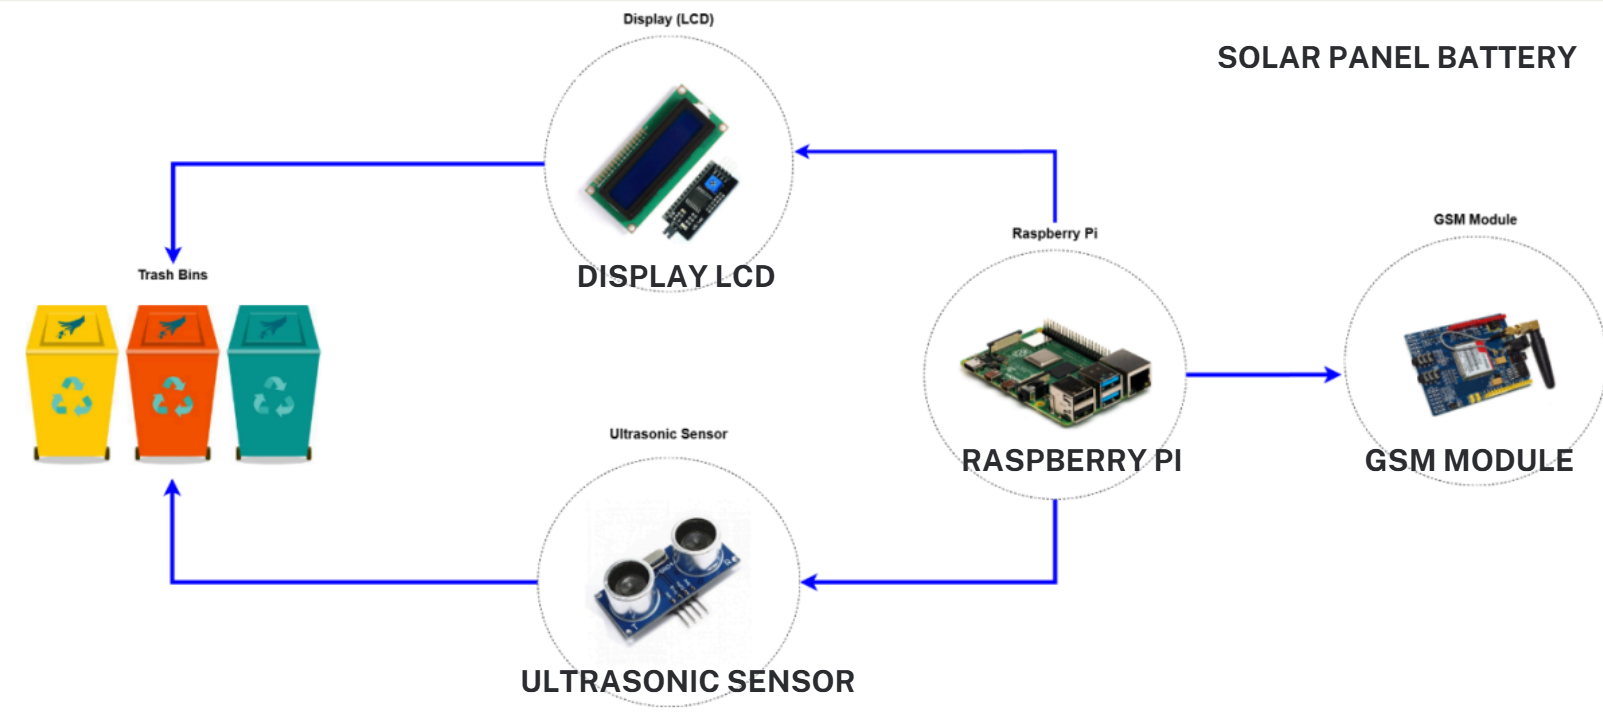 Display (LCD)
SOLAR PANEL BATTERY
DISPLAY LCD
Trash Bins
Raspberry Pi
GSM Module
RASPBERRY PI
GSM MODULE
Ultrasonic Sensor
ULTRASONIC SENSOR